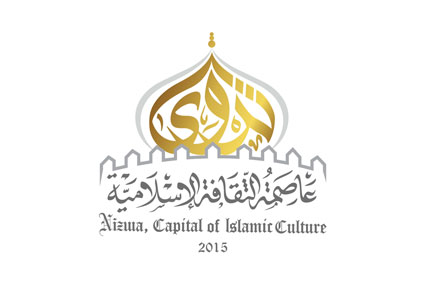 نزوى
عاصمة الثقافة الإسلامية
Nizwa, Capital of Islamic Culture
2015